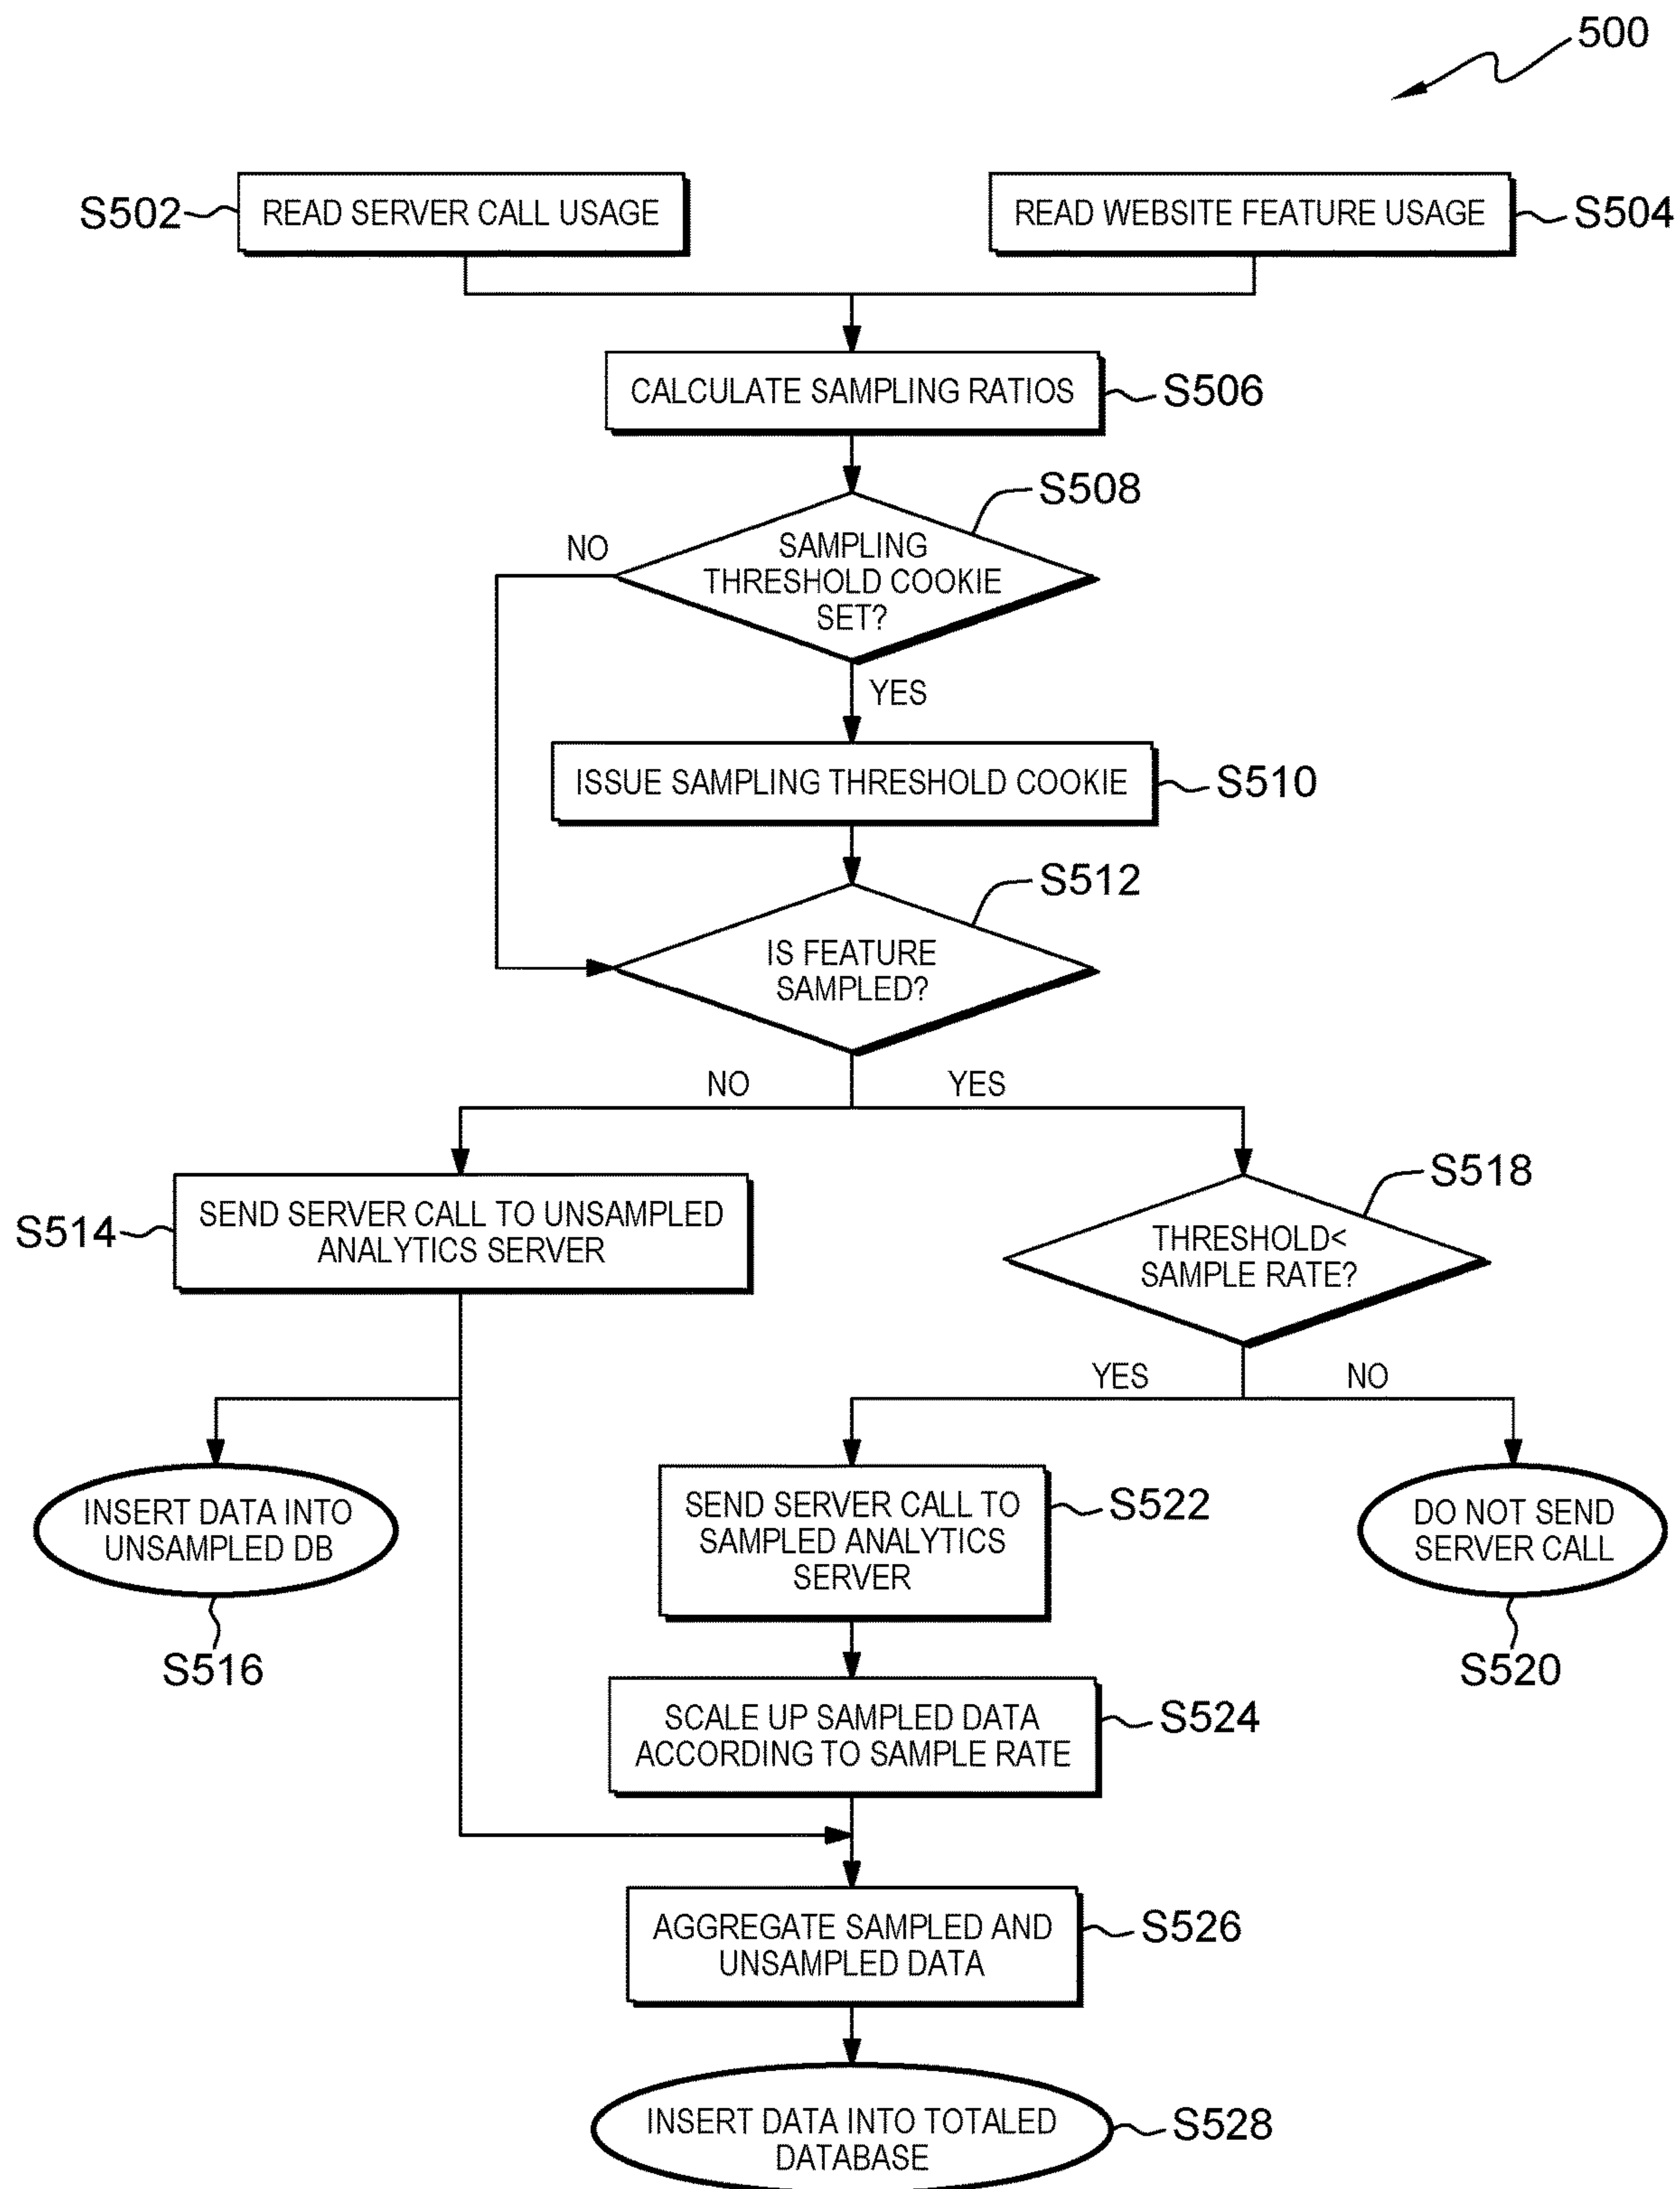 500
S502
READ SERVER CALL USAGE
READ WEBSITE FEATURE USAGE
S504
CALCULATE SAMPLING RATIOS
S506
S508
NO
SAMPLING
THRESHOLD COOKIE
SET?
YES
ISSUE SAMPLING THRESHOLD COOKIE
S510
S512
IS FEATURE
SAMPLED?
NO
YES
S514
SEND SERVER CALL TO UNSAMPLED
ANALYTICS SERVER
S518
THRESHOLD<
SAMPLE RATE?
YES
NO
INSERT DATA INTO
UNSAMPLED DB
S516
SEND SERVER CALL TO
SAMPLED ANALYTICS
SERVER
S522
DO NOT SEND
SERVER CALL
S520
SCALE UP SAMPLED DATA
ACCORDING TO SAMPLE RATE
S524
AGGREGATE SAMPLED AND
UNSAMPLED DATA
S526
INSERT DATA INTO TOTALED
DATABASE
S528